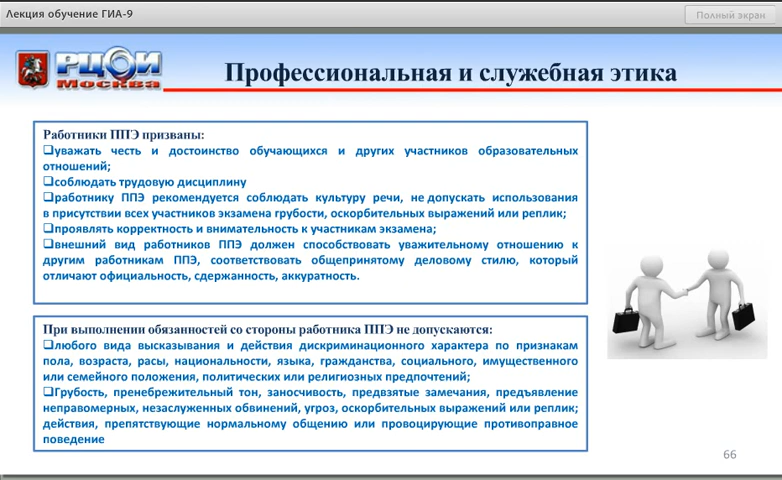 Лекция обучение ГИА-9
Полный экран
РЦОИ
Москва
Профессиональная и служебная этика
Работники ППЭ призваны:
❑уважать честь и достоинство обучающихся и других участников образовательных
отношений;
❑соблюдать трудовую дисциплину
❑работнику ППЭ рекомендуется соблюдать культуру речи, не допускать использования
в присутствии всех участников экзамена грубости, оскорбительных выражений или реплик;
❑проявлять корректность и внимательность к участникам экзамена;
❑внешний вид работников ППЭ должен способствовать уважительному отношению к
другим работникам ППЭ, соответствовать общепринятому деловому стилю, который
отличают официальность, сдержанность, аккуратность.
При выполнении обязанностей со стороны работника ППЭ не допускаются:
❑любого вида высказывания и действия дискриминационного характера по признакам
пола, возраста, расы, национальности, языка, гражданства, социального, имущественного
или семейного положения, политических или религиозных предпочтений;
❑Грубость, пренебрежительный тон, заносчивость, предвзятые замечания, предъявление
неправомерных, незаслуженных обвинений, угроз, оскорбительных выражений или реплик;
действия, препятствующие нормальному общению или провоцирующие противоправное
поведение
66